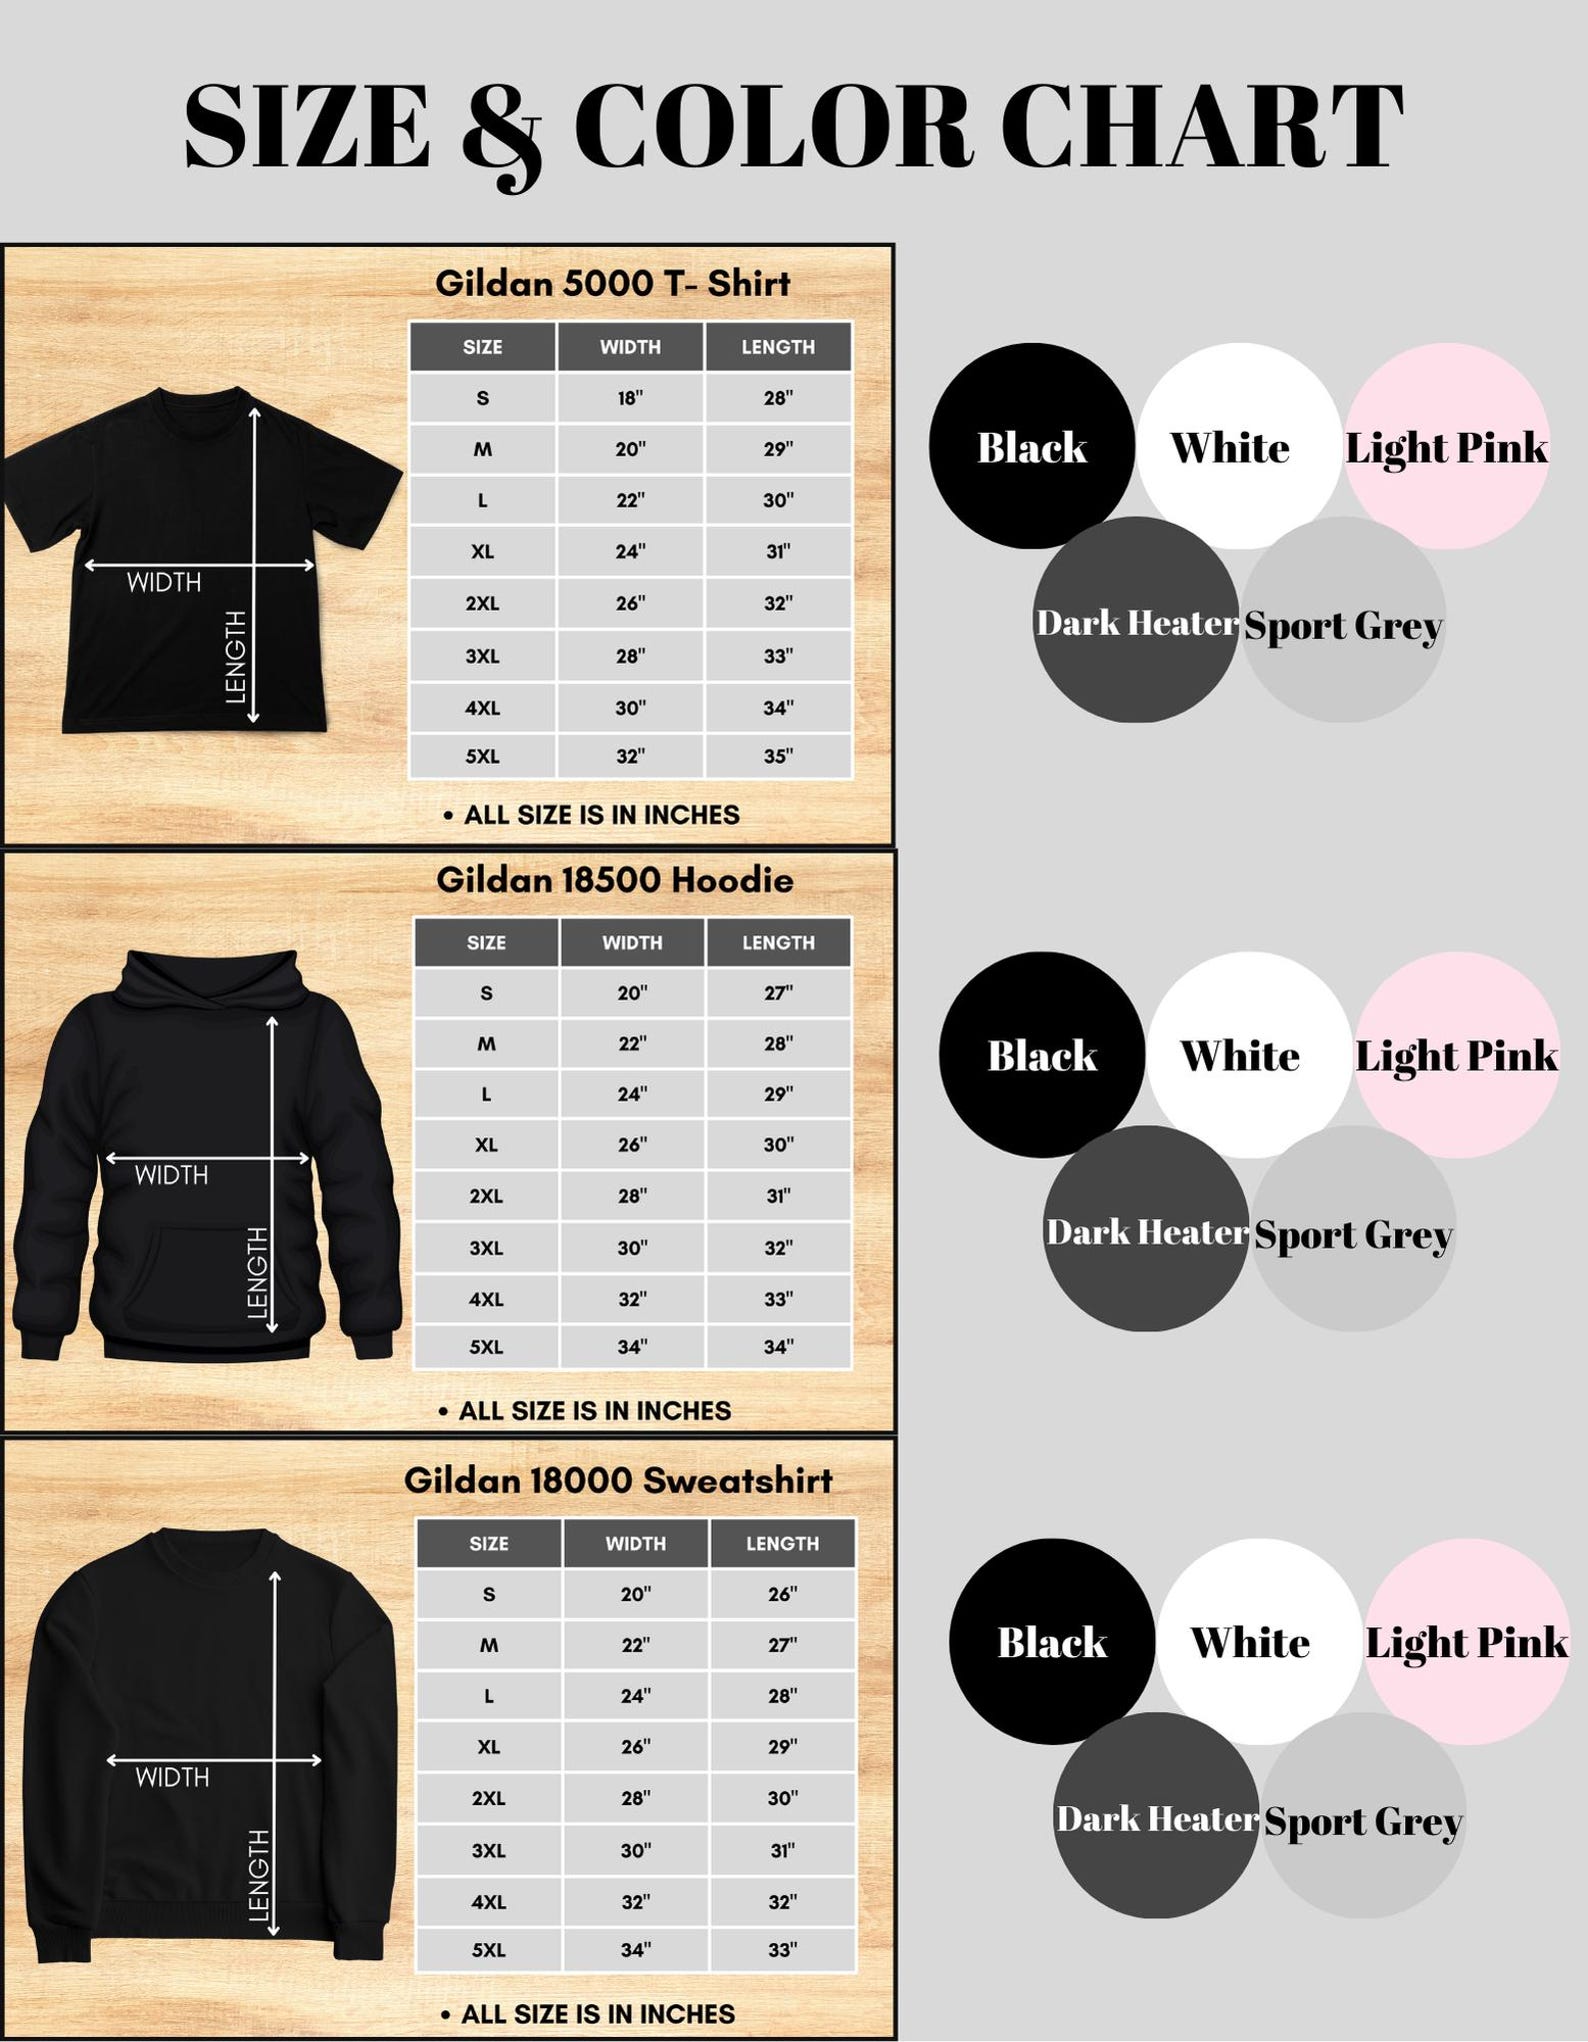 SIZE & COLOR CHART
Gildan 5000 T- Shirt
SIZE WIDTH LENGTH
S 18" 28"
M 20" 29"
L 22" 30"
XL 24" 31"
2XL 26" 32"
3XL 28" 33"
4XL 30" 34"
5XL 32" 35"
WIDTH
LENGTH
• ALL SIZE IS IN INCHES
Black White Light Pink
Dark Heater Sport Grey
Gildan 18500 Hoodie
SIZE WIDTH LENGTH
S 20" 27"
M 22" 28"
L 24" 29"
XL 26" 30"
2XL 28" 31"
3XL 30" 32"
4XL 32" 33"
5XL 34" 34"
WIDTH
LENGTH
• ALL SIZE IS IN INCHES
Black White Light Pink
Dark Heater Sport Grey
Gildan 18000 Sweatshirt
SIZE WIDTH LENGTH
S 20" 26"
M 22" 27"
L 24" 28"
XL 26" 29"
2XL 28" 30"
3XL 30" 31"
4XL 32" 32"
5XL 34" 33"
WIDTH
LENGTH
• ALL SIZE IS IN INCHES
Black White Light Pink
Dark Heater Sport Grey